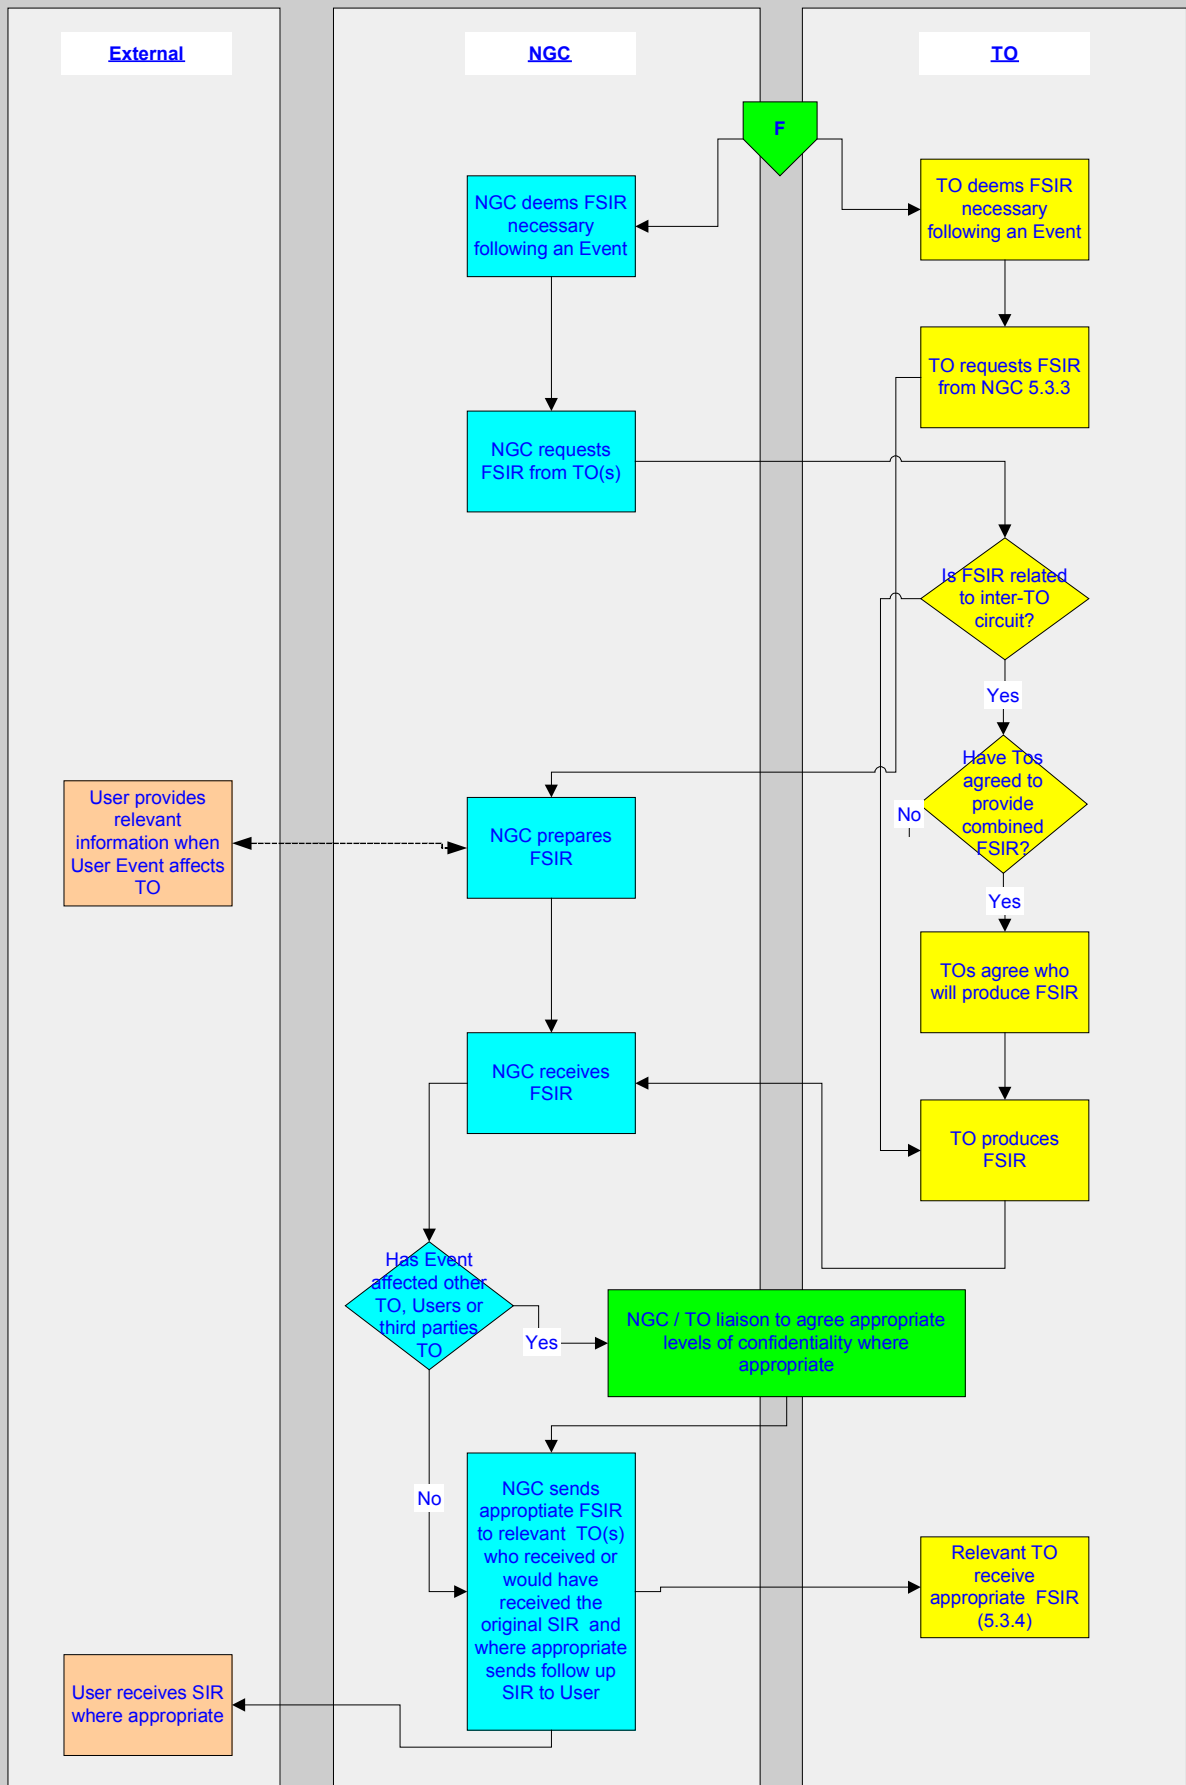 External
NGC
TO
F
NGC deems FSIR
necessary
following an Event
TO deems FSIR
necessary
following an Event
TO requests FSIR
from NGC 5.3.3
NGC requests
FSIR from TO(s)
Is FSIR related
to inter-TO
circuit?
Yes
Have Tos
agreed to
provide
combined
FSIR?
No
User provides
relevant
information when
User Event affects
TO
NGC prepares
FSIR
Yes
TOs agree who
will produce FSIR
NGC receives
FSIR
TO produces
FSIR
Has Event
affected other
TO, Users or
third parties
TO
Yes
NGC / TO liaison to agree appropriate
levels of confidentiality where
appropriate
No
NGC sends
approptiate FSIR
to relevant TO(s)
who received or
would have
received the
original SIR and
where appropriate
sends follow up
SIR to User
Relevant TO
receive
appropriate FSIR
(5.3.4)
User receives SIR
where appropriate